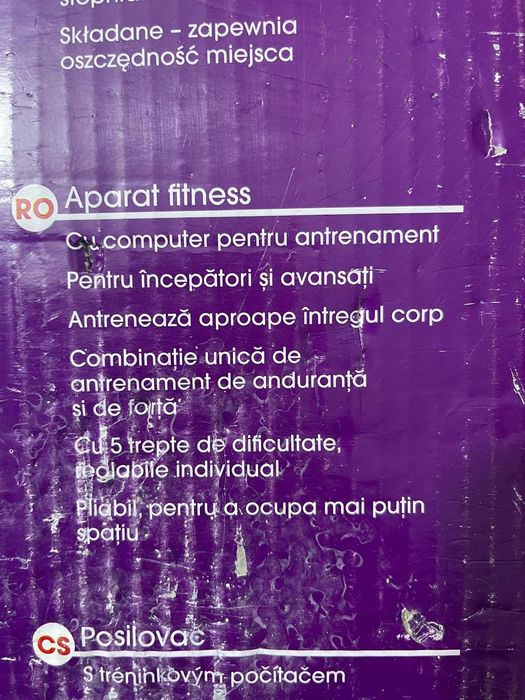 Składane – zapewnia
oszczędność miejsca
RO Aparat fitness
Cu computer pentru antrenament
Pentru începători și avansați
Antrenează aproape întregul corp
Combinație unică de
antrenament de anduranță
și de forță
Cu 5 trepte de dificultate,
reglabile individual
Pliabil, pentru a ocupa mai puțin
spațiu
CS Posilovač
S tréninkovým počítačem